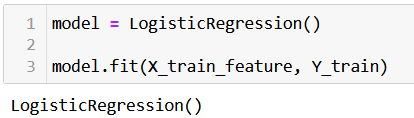 1 model = LogisticRegression()
2
3 model.fit(X_train_feature, Y_train)
LogisticRegression()